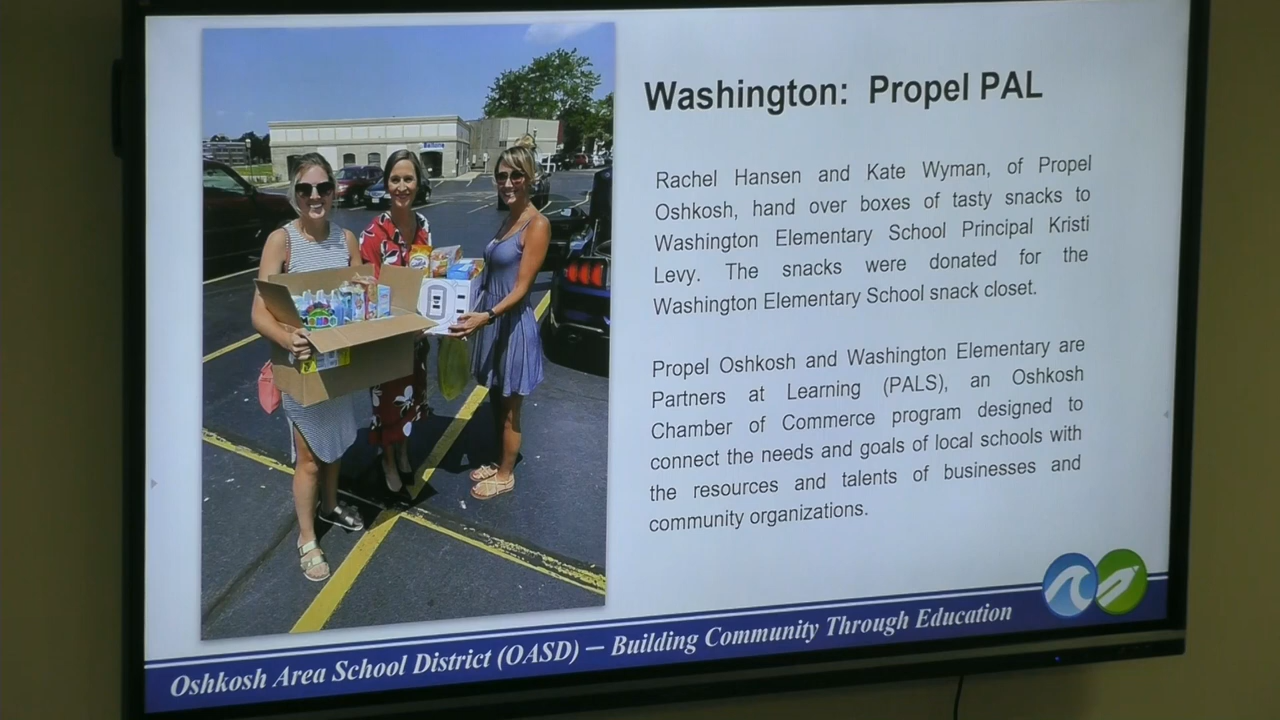 Washington: Propel PAL
Rachel Hansen and Kate Wyman, of Propel
Oshkosh, hand over boxes of tasty snacks to
Washington Elementary School Principal Kristi
Levy. The snacks were donated for the
Washington Elementary School snack closet.
Propel Oshkosh and Washington Elementary are
Partners at Learning (PALS), an Oshkosh
Chamber of Commerce program designed to
connect the needs and goals of local schools with
the resources and talents of businesses and
community organizations.
Oshkosh Area School District (OASD) — Building Community Through Education